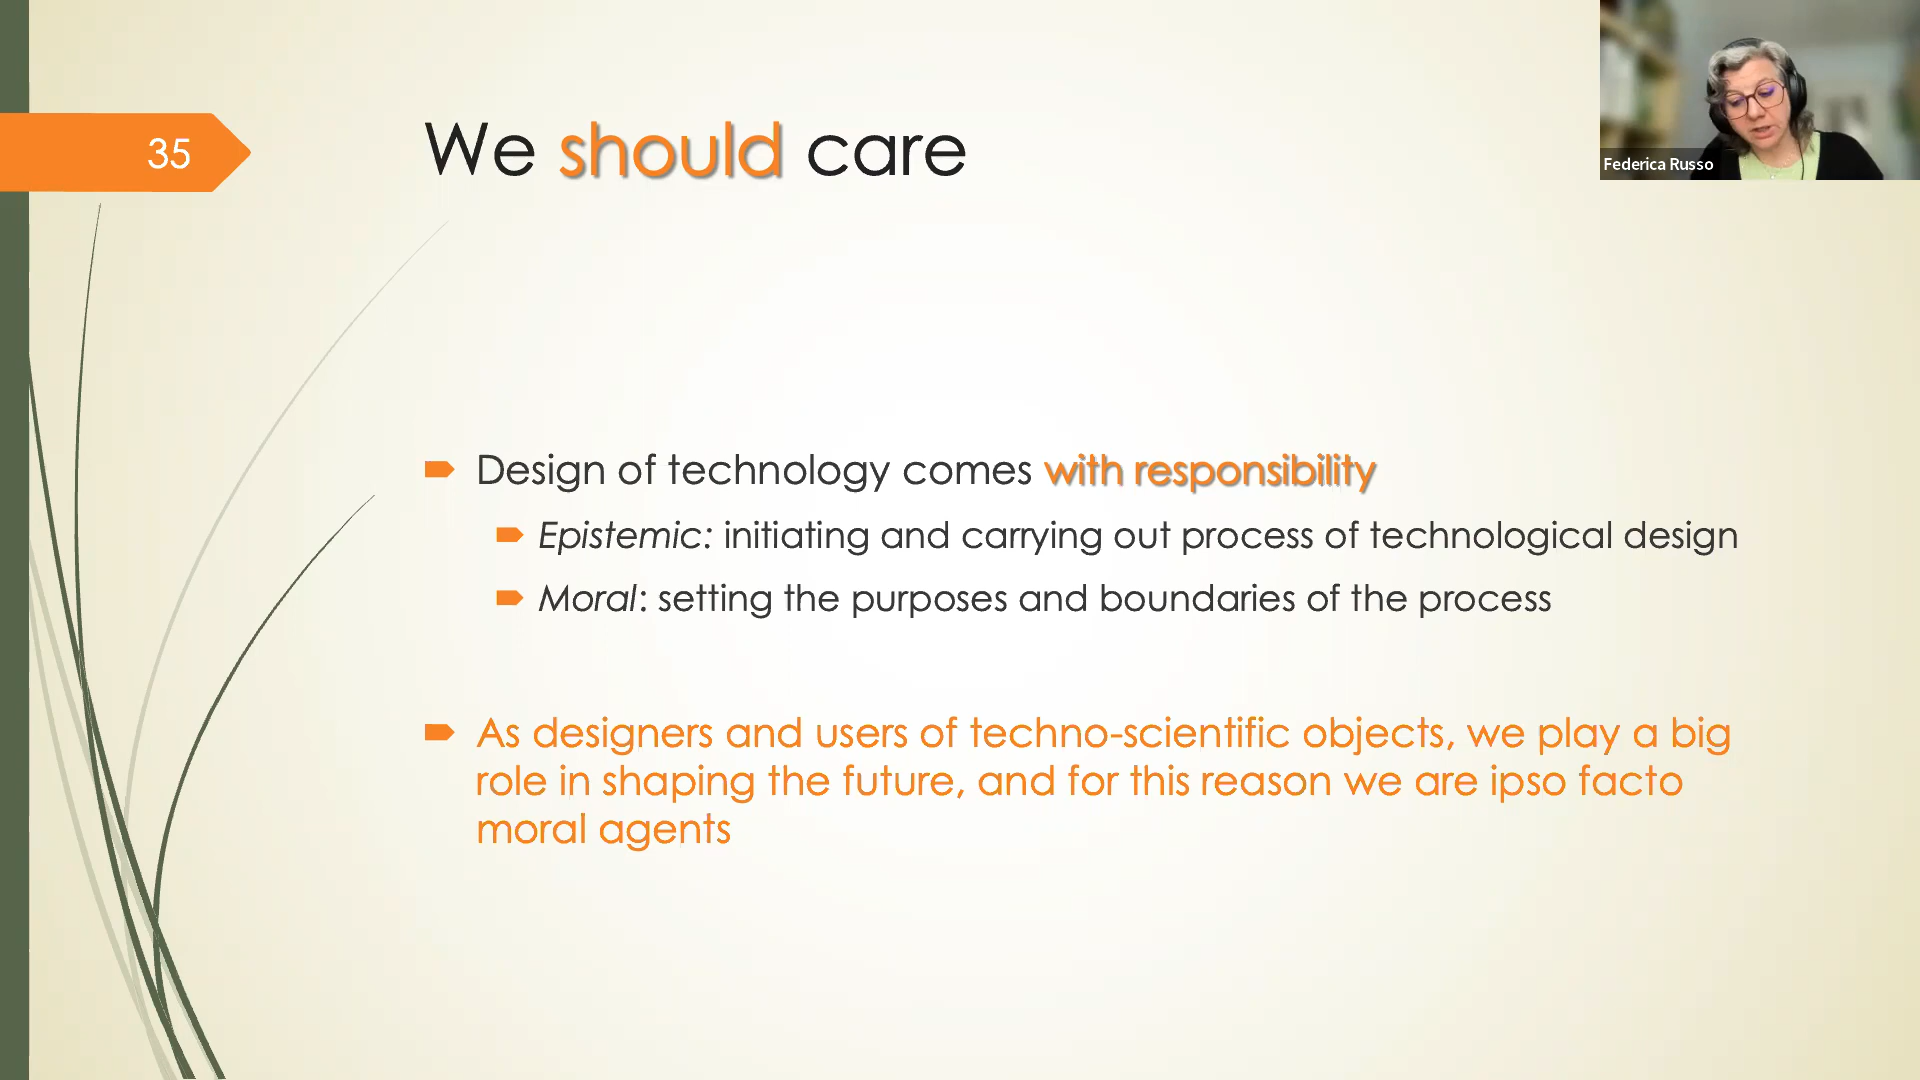 35
We should care
Federica Russo
Design of technology comes with responsibility
Epistemic: initiating and carrying out process of technological design
Moral: setting the purposes and boundaries of the process
As designers and users of techno-scientific objects, we play a big
role in shaping the future, and for this reason we are ipso facto
moral agents